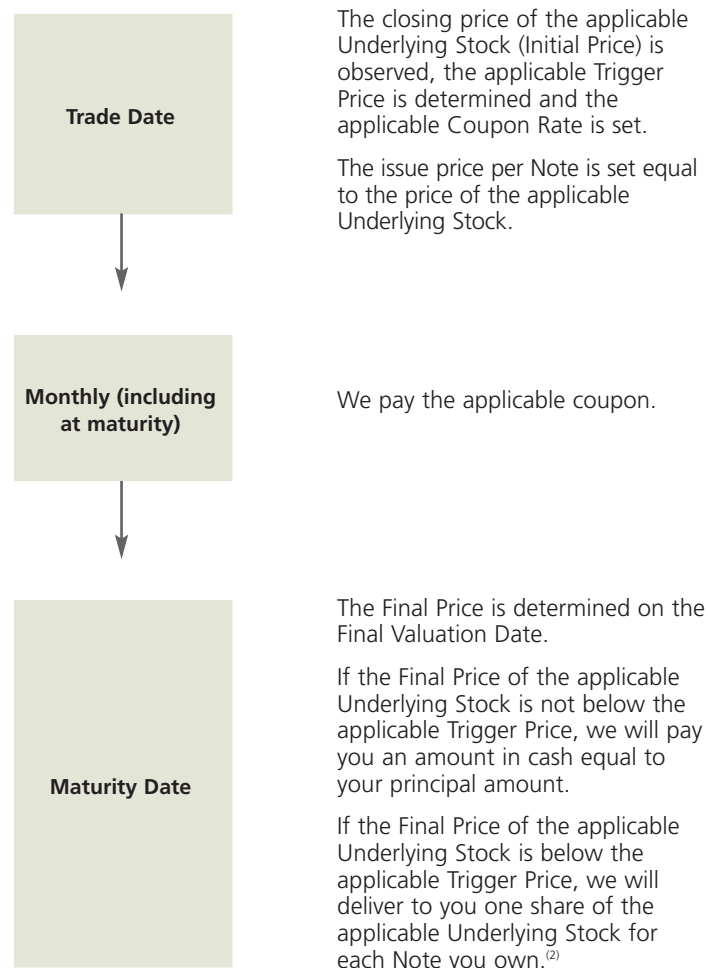 Trade Date
The closing price of the applicable
Underlying Stock (Initial Price) is
observed, the applicable Trigger
Price is determined and the
applicable Coupon Rate is set.
The issue price per Note is set equal
to the price of the applicable
Underlying Stock.
Monthly (including
at maturity)
We pay the applicable coupon.
Maturity Date
The Final Price is determined on the
Final Valuation Date.
If the Final Price of the applicable
Underlying Stock is not below the
applicable Trigger Price, we will pay
you an amount in cash equal to
your principal amount.
If the Final Price of the applicable
Underlying Stock is below the
applicable Trigger Price, we will
deliver to you one share of the
applicable Underlying Stock for
each Note you own.(2)